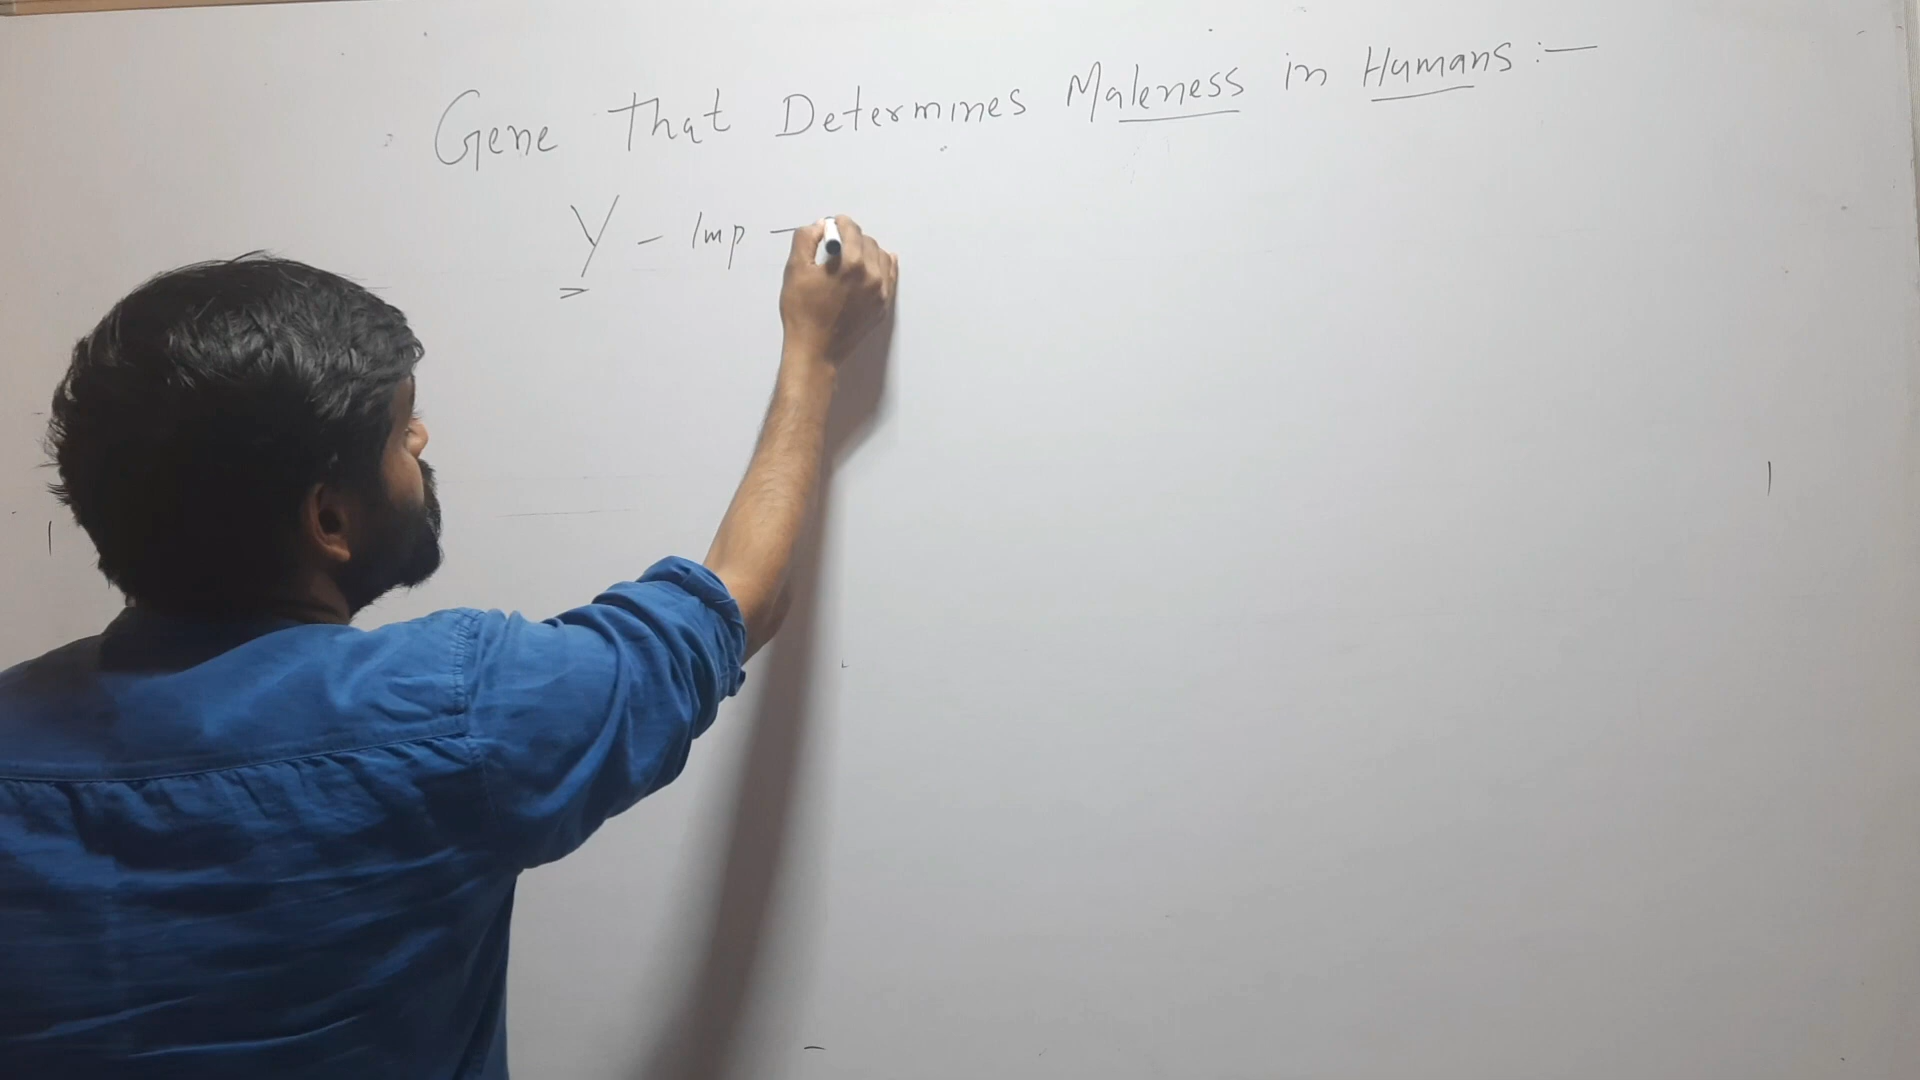 Gene That Determines Maleness in Humans :-
Y - Imp -